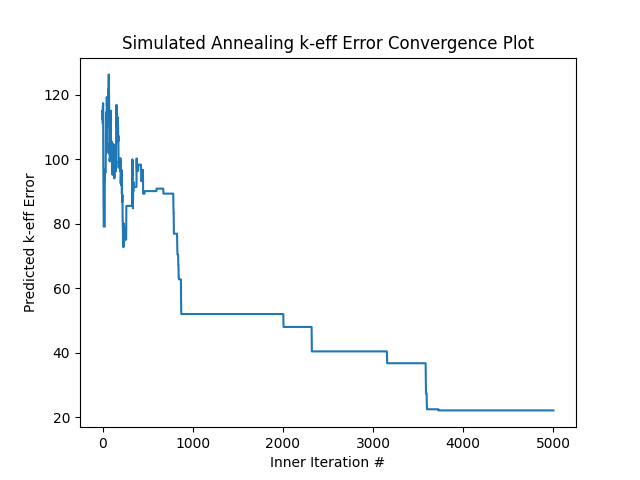 Simulated Annealing k-eff Error Convergence Plot
120
100
80
60
40
20
Predicted k-eff Error
0 1000 2000 3000 4000 5000
Inner Iteration #